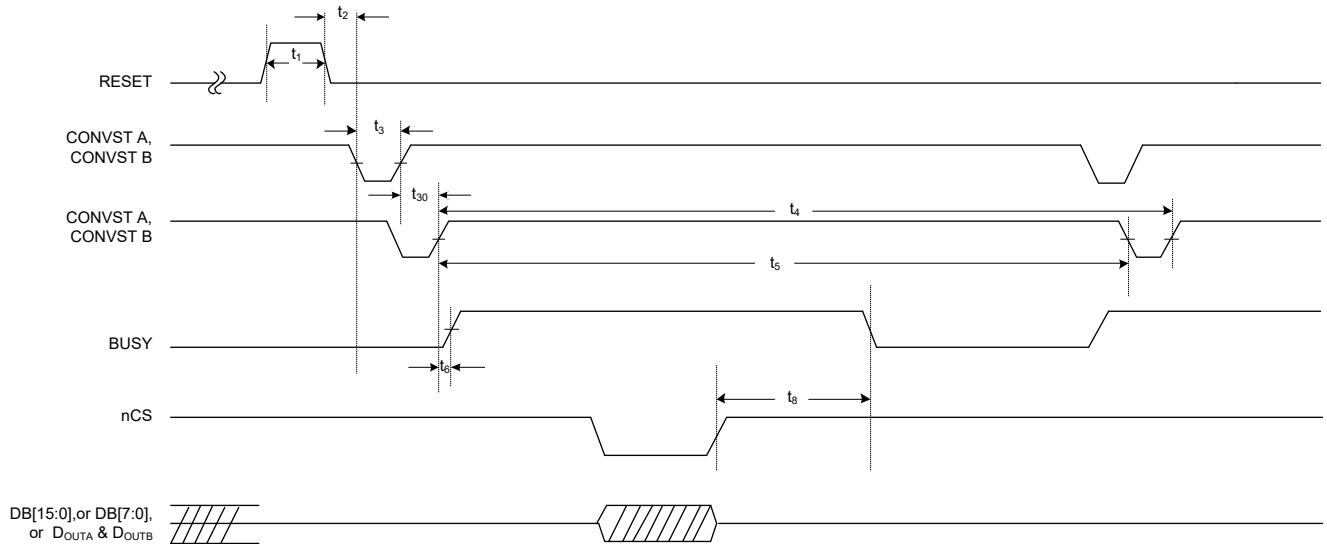 t2
t1
RESET
t3
CONVST A,
CONVST B
t30
t4
CONVST A,
CONVST B
t5
BUSY
t6
t8
nCS
DB[15:0],or DB[7:0],
or DOUTA & DOUTB